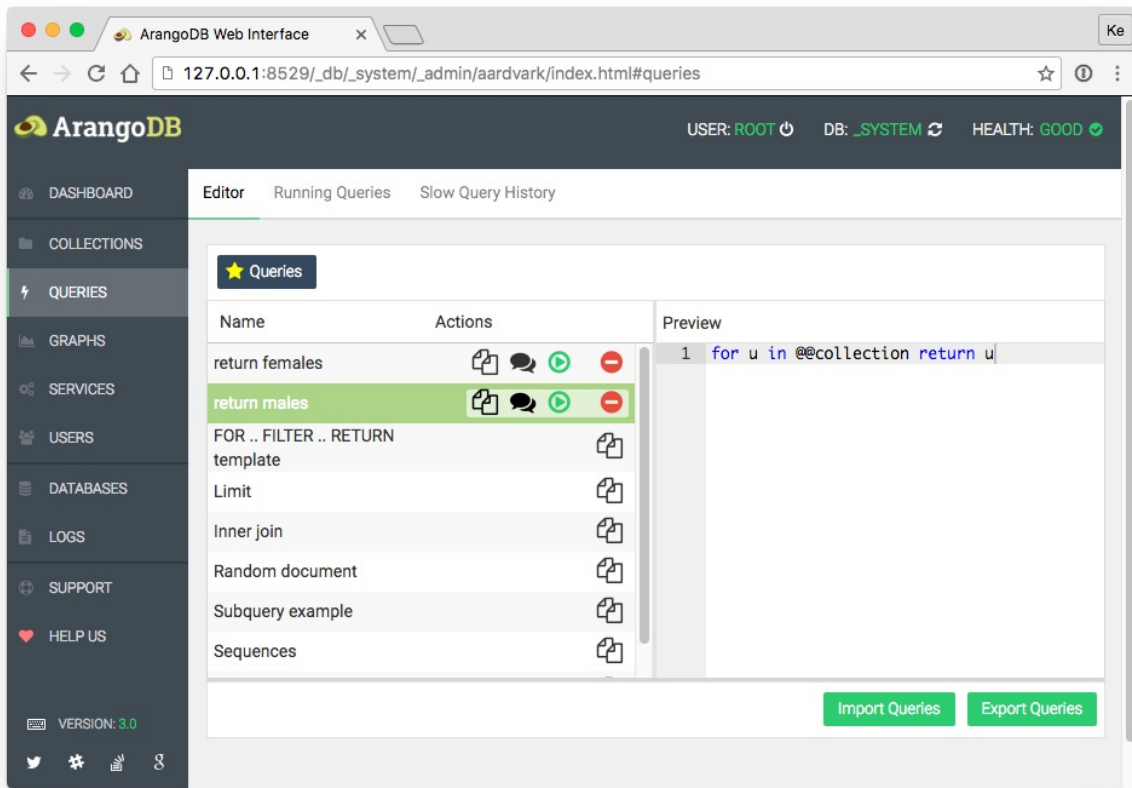 ArangoDB Web Interface
Ke
127.0.0.1:8529/_db/_system/_admin/aardvark/index.html#queries
ArangoDB
USER: ROOT DB: _SYSTEM HEALTH: GOOD
DASHBOARD
COLLECTIONS
QUERIES
GRAPHS
SERVICES
USERS
DATABASES
LOGS
SUPPORT
HELP US
VERSION: 3.0
Editor Running Queries Slow Query History
Queries
Name Actions
return females
return males
FOR .. FILTER .. RETURN
template
Limit
Inner join
Random document
Subquery example
Sequences
Preview
1 for u in @@collection return u
Import Queries Export Queries